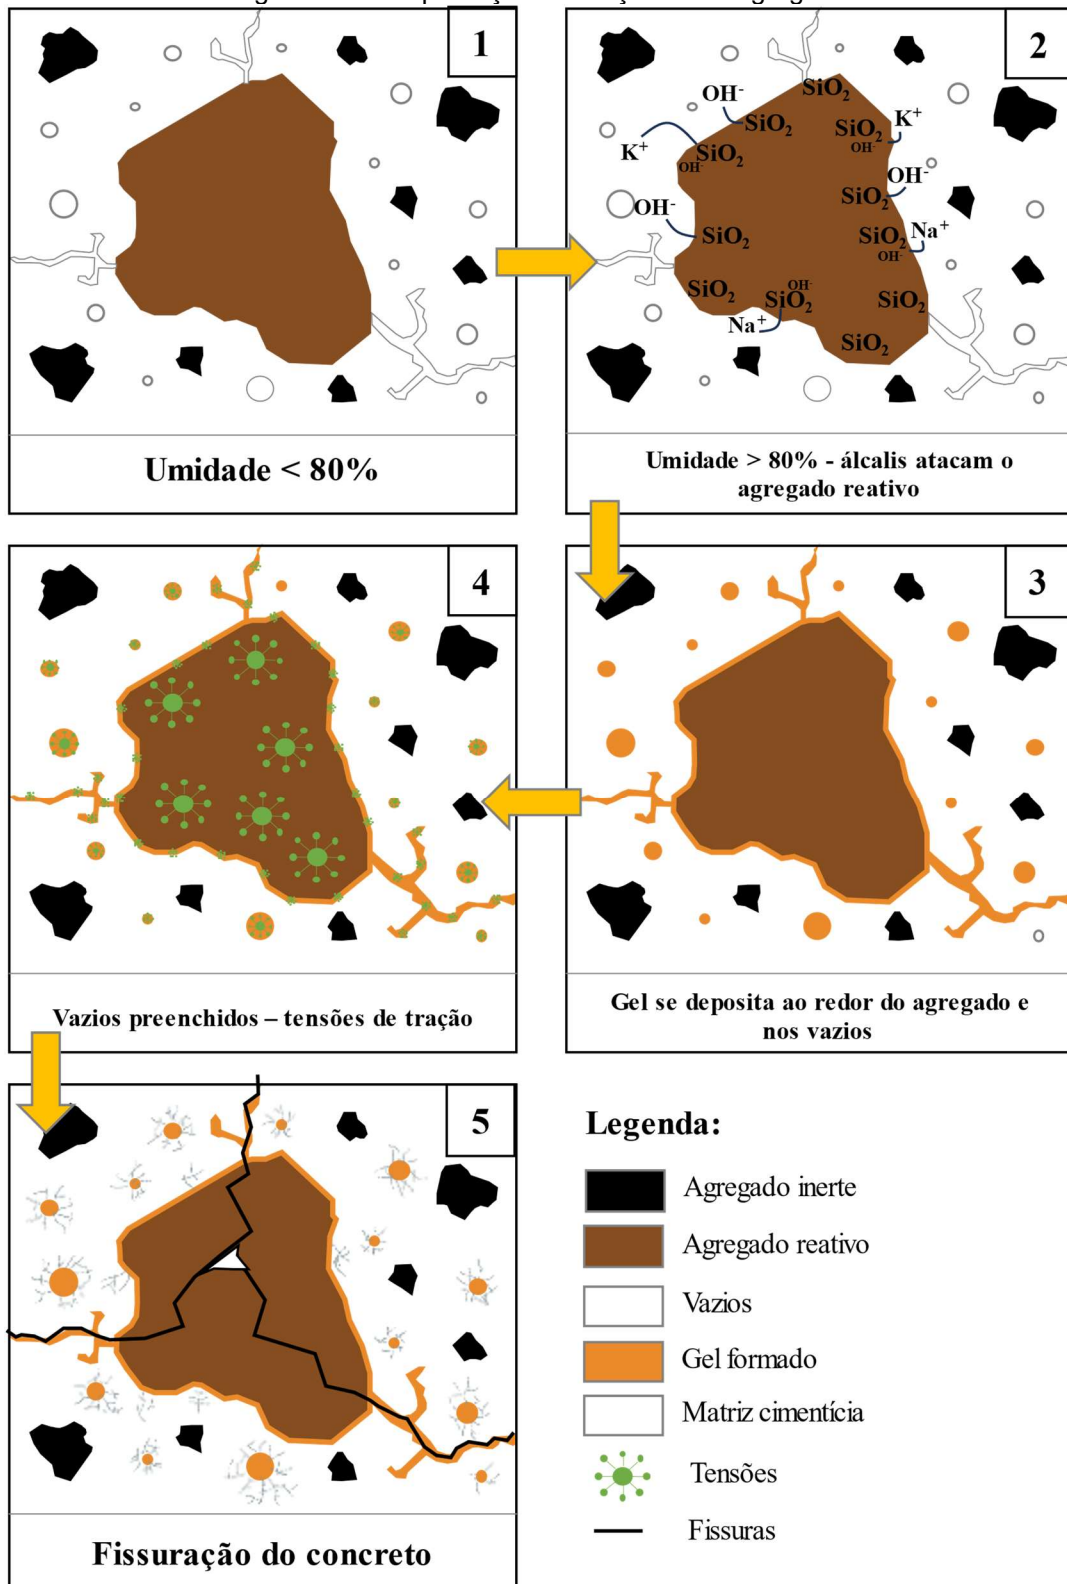 1
2
OH-
SiO2
K+
SiO2
SiO2
K+
OH-
SiO2
OH-
OH-
SiO2
OH-
SiO2
SiO2
Na+
OH-
SiO2
OH-
SiO2
SiO2
Na+
SiO2
Umidade < 80%
Umidade > 80% - álcalis atacam o
agregado reativo
4
3
Vazios preenchidos – tensões de tração
Gel se deposita ao redor do agregado e
nos vazios
5
Fissuração do concreto
Legenda:
Agregado inerte
Agregado reativo
Vazios
Gel formado
Matriz cimentícia
Tensões
Fissuras